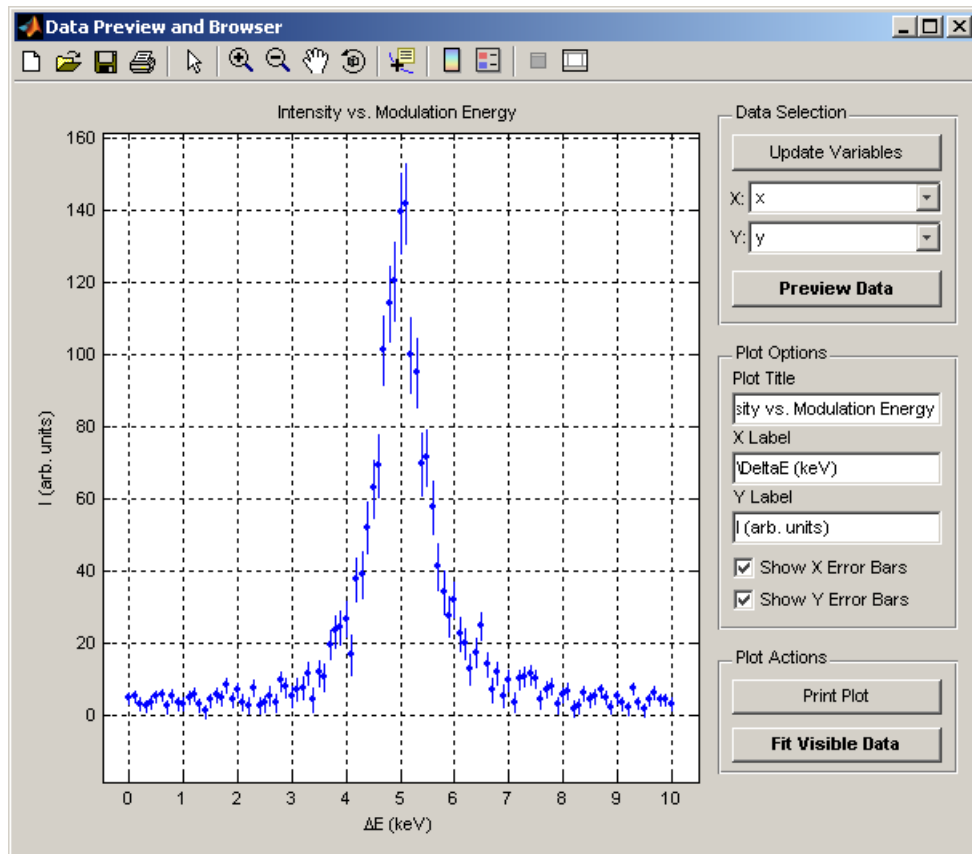 Data Preview and Browser
Intensity vs. Modulation Energy
160
140
120
100
80
60
40
20
0
I (arb. units)
0 1 2 3 4 5 6 7 8 9 10
ΔE (keV)
Data Selection
Update Variables
X: x
Y: y
Preview Data
Plot Options
Plot Title
sity vs. Modulation Energy
X Label
\DeltaE (keV)
Y Label
I (arb. units)
Show X Error Bars
Show Y Error Bars
Plot Actions
Print Plot
Fit Visible Data